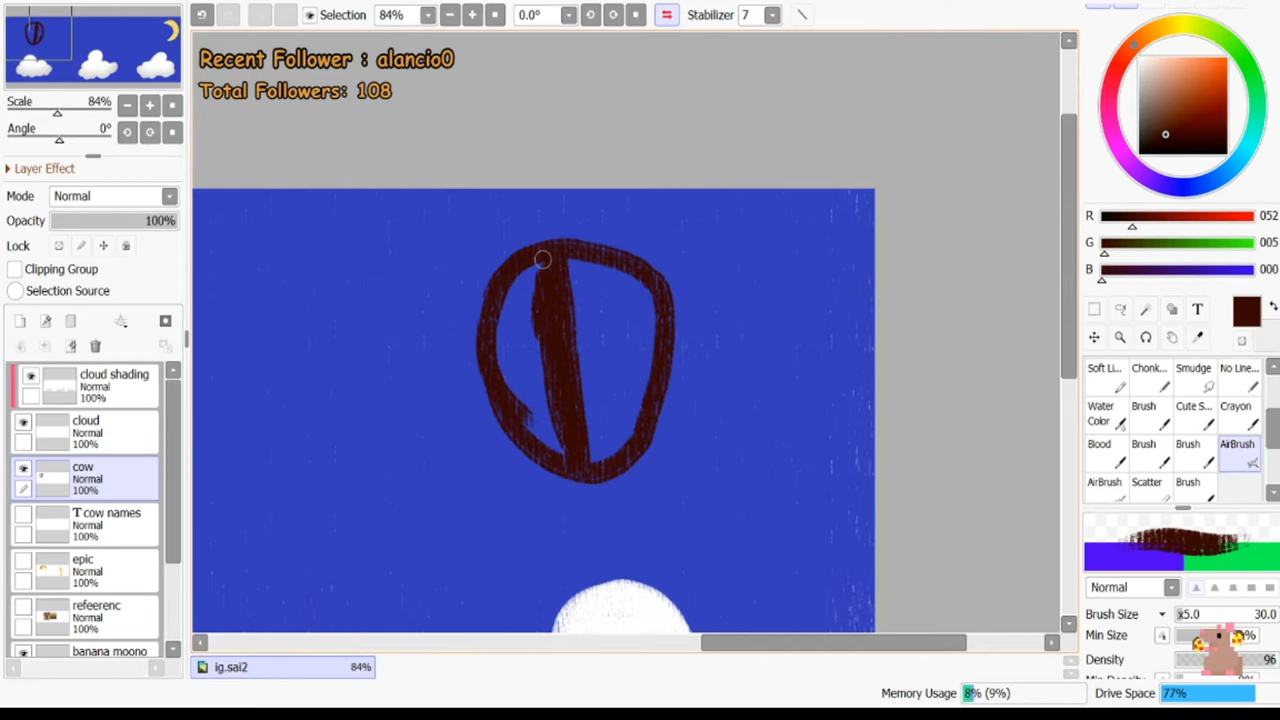 Selection
84%
0.0°
Stabilizer 7
Recent Follower : alancio0
Total Followers: 108
Scale 84%
Angle 0°
Layer Effect
Mode Normal
Opacity 100%
Lock
Clipping Group
Selection Source
cloud shading
Normal
100%
cloud
Normal
100%
cow
Normal
100%
T cow names
Normal
100%
epic
Normal
100%
refeerenc
Normal
100%
banana moono
ig.sai2 84%
Memory Usage 8% (9%)
Drive Space 77%
R 052
G 005
B 000
T
Soft Li... Chonk... Smudge No Line...
Water Color Brush Cute S... Crayon
Blood Brush Brush AirBrush
AirBrush Scatter Brush
Normal
Brush Size x5.0 30.0
Min Size
Density 96